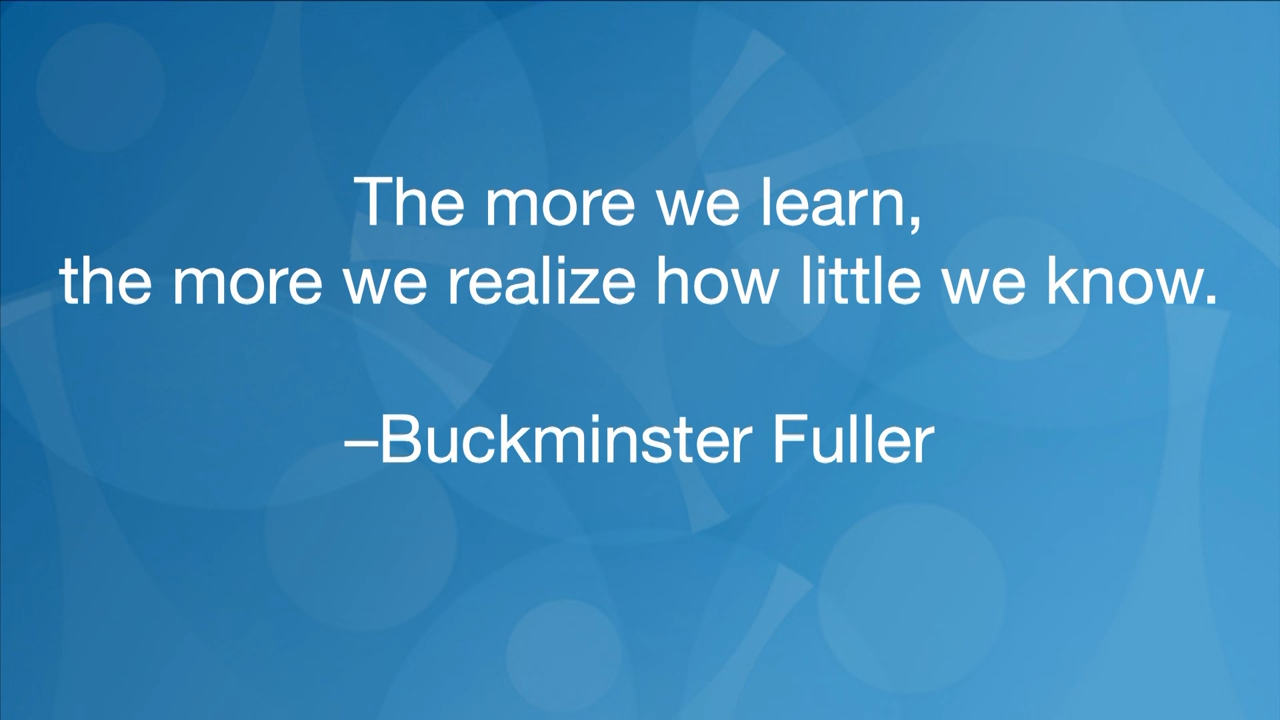 The more we learn,
the more we realize how little we know.
–Buckminster Fuller